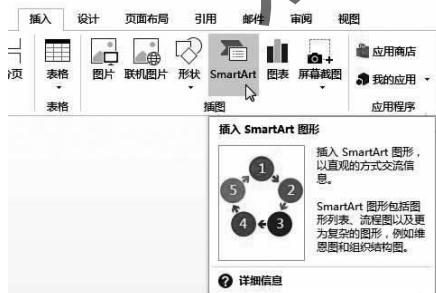 插入 设计 页面布局 引用 邮件 审阅 视图
页 表格 图片 联机图片 形状 SmartArt 图表 屏幕截图
应用商店
我的应用
表格 插图 应用程序
插入 SmartArt 图形
1
2
3
4
5
插入 SmartArt 图形，
以直观的方式交流信
息。
SmartArt 图形包括图
形列表、流程图以及更
为复杂的图形，例如维
恩图和组织结构图。
? 详细信息